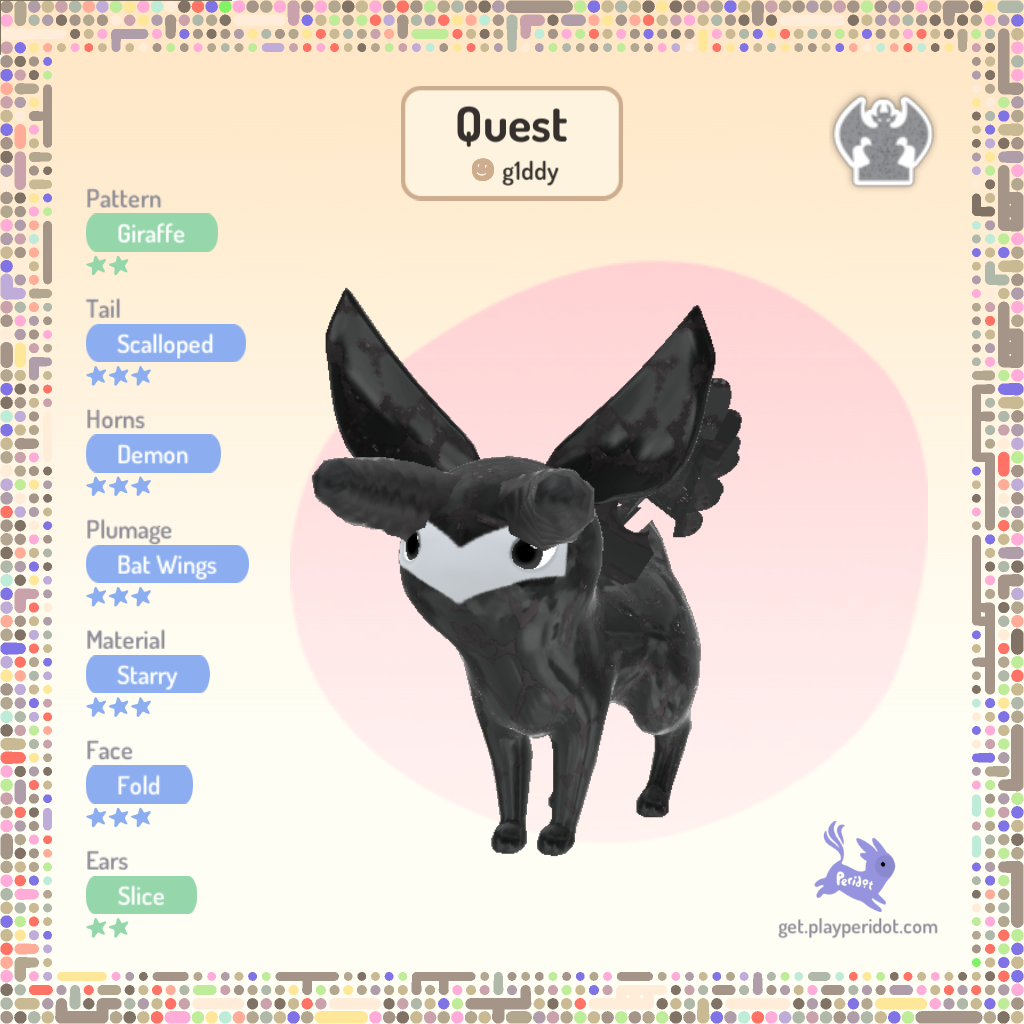 Quest
g1ddy
Pattern
Giraffe
Tail
Scalloped
Horns
Demon
Plumage
Bat Wings
Material
Starry
Face
Fold
Ears
Slice
Peridot
get.playperidot.com